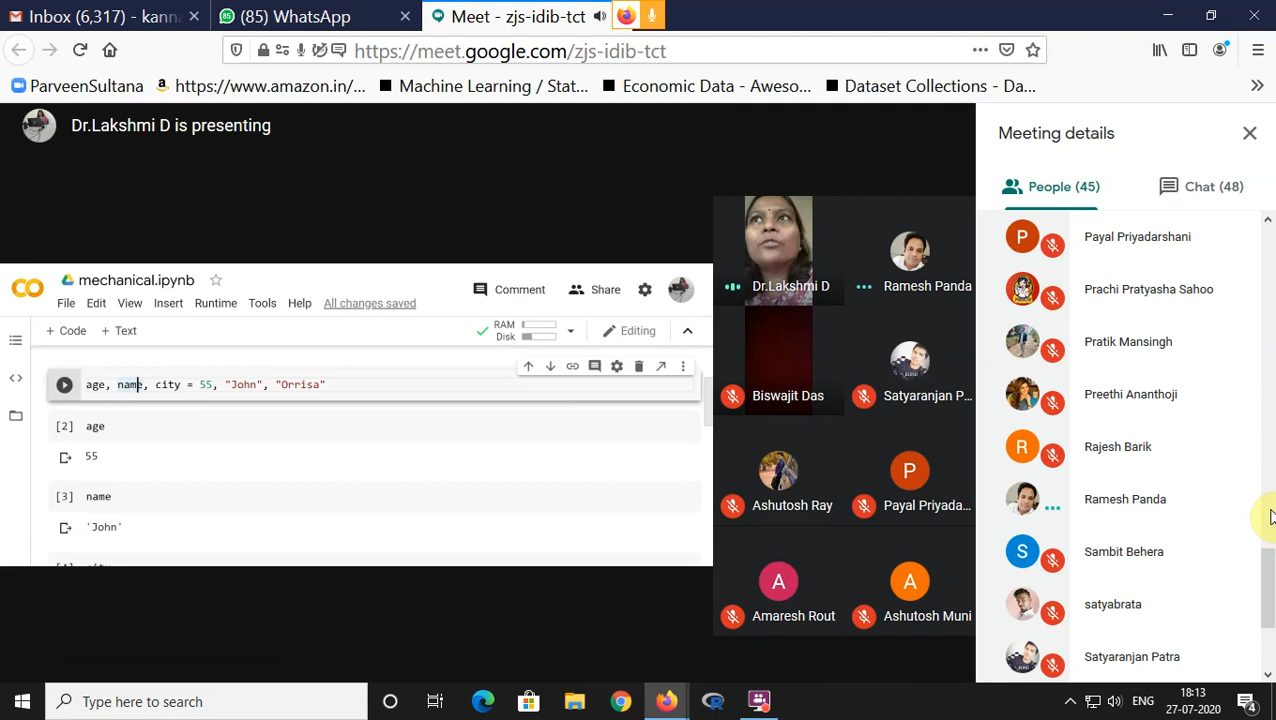 Inbox (6,317) - kanna
(85) WhatsApp
Meet - zjs-idib-tct
https://meet.google.com/zjs-idib-tct
ParveenSultana
https://www.amazon.in/...
Machine Learning / Stat...
Economic Data - Aweso...
Dataset Collections - Da...
Dr.Lakshmi D is presenting
Meeting details
People (45)
Chat (48)
Payal Priyadarshani
Prachi Pratyasha Sahoo
Pratik Mansingh
Preethi Ananthoji
Rajesh Barik
Ramesh Panda
Sambit Behera
satyabrata
Satyaranjan Patra
P
R
S
mechanical.ipynb
File Edit View Insert Runtime Tools Help All changes saved
Comment
Share
+ Code + Text
RAM
Disk
Editing
age, name, city = 55, "John", "Orrisa"
[2] age
55
[3] name
'John'
Dr.Lakshmi D
Ramesh Panda
Biswajit Das
Satyaranjan P...
P
Ashutosh Ray
Payal Priyada...
A
A
Amaresh Rout
Ashutosh Muni
Type here to search
ENG
18:13
27-07-2020
4